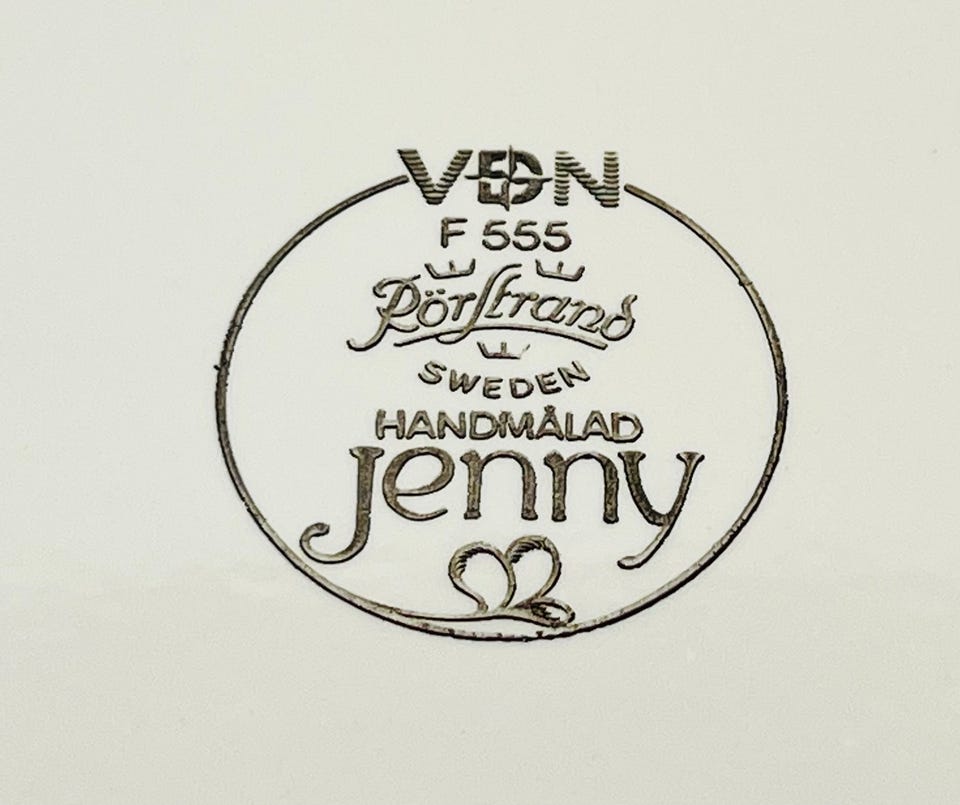 VDN
F 555
Rörstrand
SWEDEN
HANDMÅLAD
Jenny